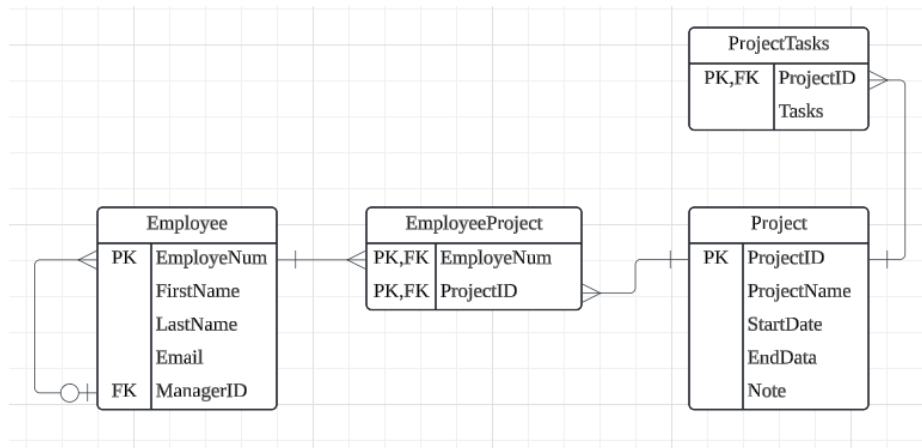 ProjectTasks
PK,FK ProjectID
Tasks
Employee
PK EmployeNum
FirstName
LastName
Email
FK ManagerID
EmployeeProject
PK,FK EmployeNum
PK,FK ProjectID
Project
PK ProjectID
ProjectName
StartDate
EndData
Note